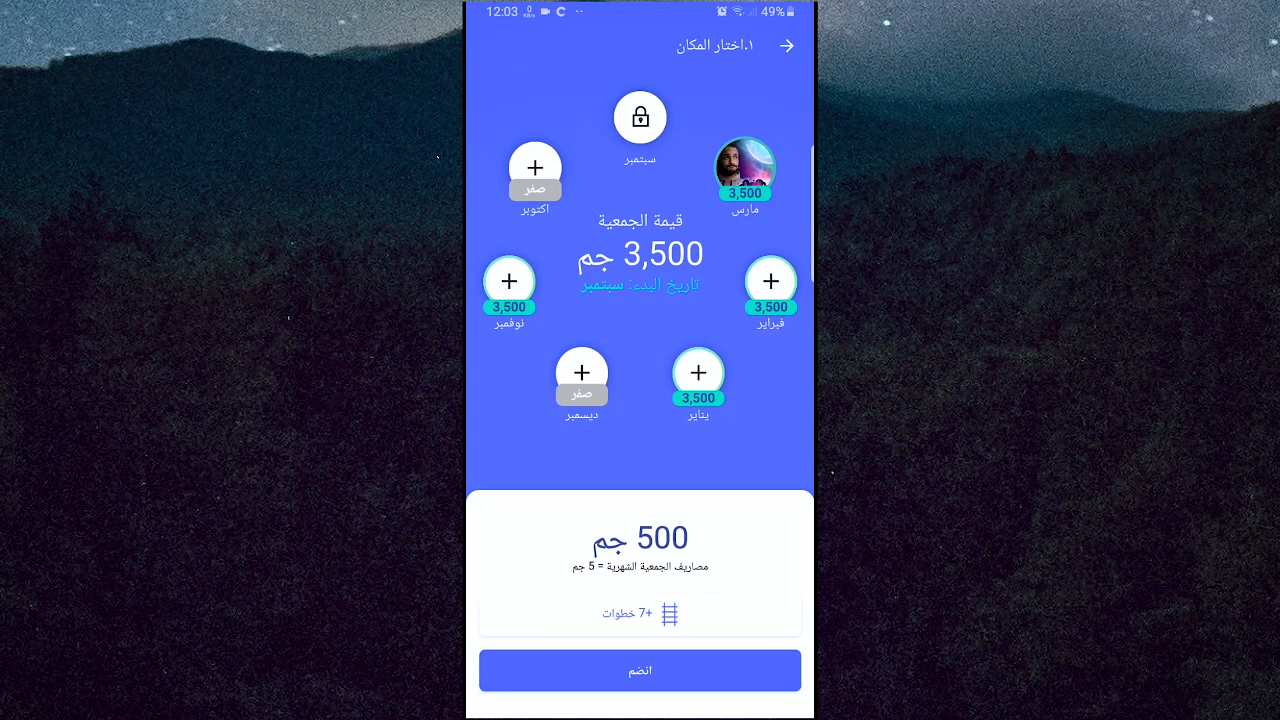 12:03 0 KB/s 49%
١.اختار المكان
سبتمبر
صفر
اكتوبر
3,500
مارس
قيمة الجمعية
3,500 جم
تاريخ البدء: سبتمبر
3,500
نوفمبر
3,500
فبراير
صفر
ديسمبر
3,500
يناير
500 جم
مصاريف الجمعية الشهرية = 5 جم
+7 خطوات
انضم